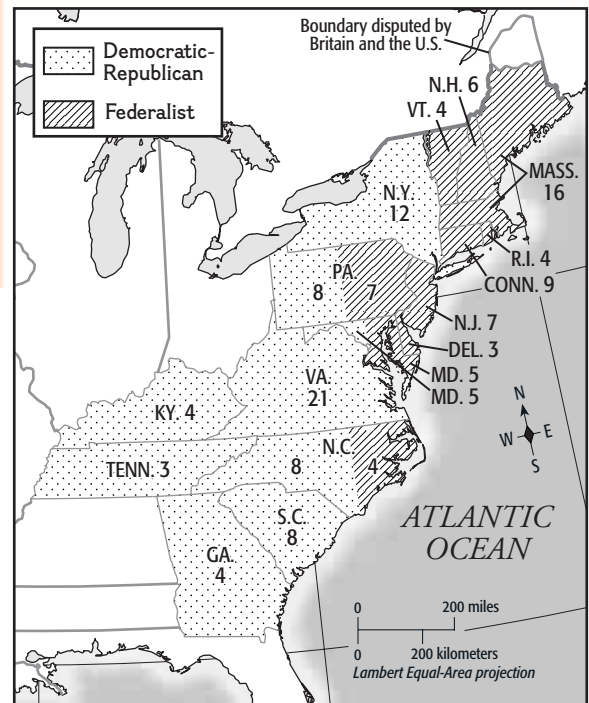 Boundary disputed by
Britain and the U.S.
Democratic-
Republican
Federalist
N.H. 6
VT. 4
MASS.
16
N.Y.
12
R.I. 4
CONN. 9
PA.
8
7
N.J. 7
DEL. 3
MD. 5
MD. 5
VA.
21
KY. 4
N.C.
TENN. 3
8
4
S.C.
8
GA.
4
N
W
E
S
ATLANTIC
OCEAN
0
200 miles
0
200 kilometers
Lambert Equal-Area projection